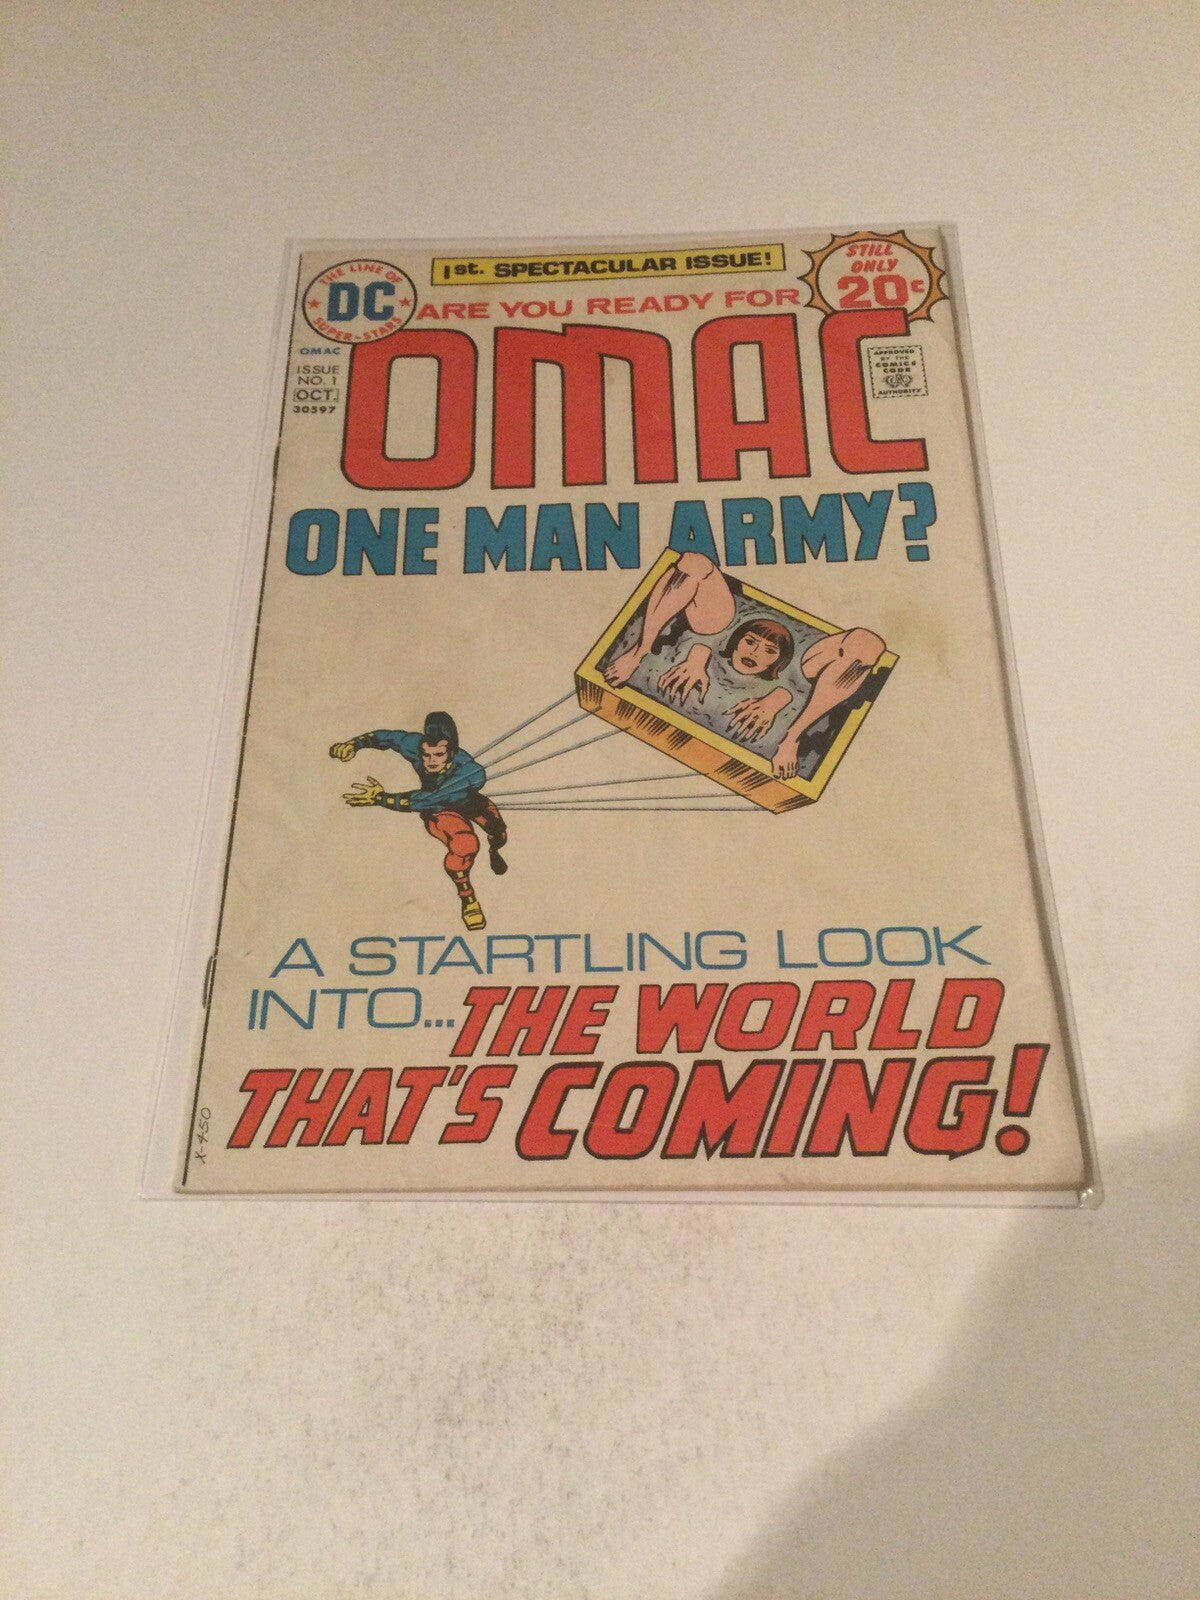 1st. SPECTACULAR ISSUE!
STILL
ONLY
20¢
THE LINE OF
DC
SUPER-STARS
ARE YOU READY FOR
OMAC
OMAC
ISSUE
NO. 1
OCT.
30597
APPROVED
BY THE
COMICS
CODE
AUTHORITY
ONE MAN ARMY?
A STARTLING LOOK
INTO...THE WORLD
THAT'S COMING!
X-450